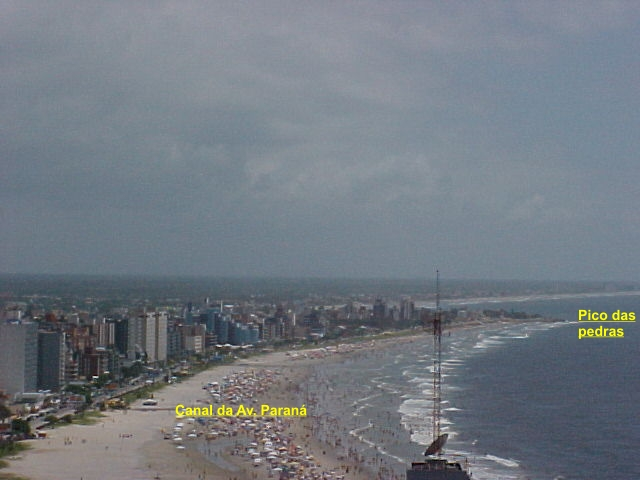 Pico das
pedras
Canal da Av. Paraná